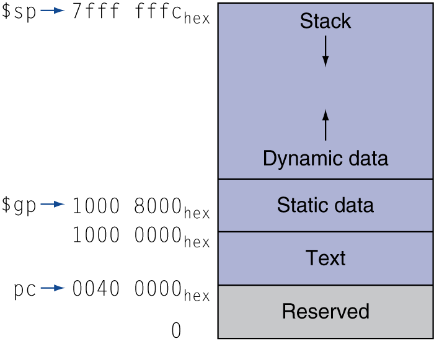 $sp → 7fff fffc hex
Stack
Dynamic data
$gp → 1000 8000 hex
Static data
1000 0000 hex
Text
pc → 0040 0000 hex
Reserved
0